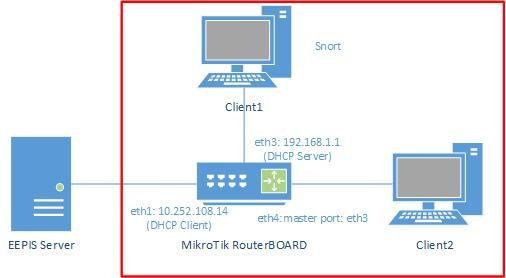 Snort
Client1
eth3: 192.168.1.1
(DHCP Server)
eth1: 10.252.108.14
(DHCP Client)
eth4: master port: eth3
EEPIS Server
MikroTik RouterBOARD
Client2